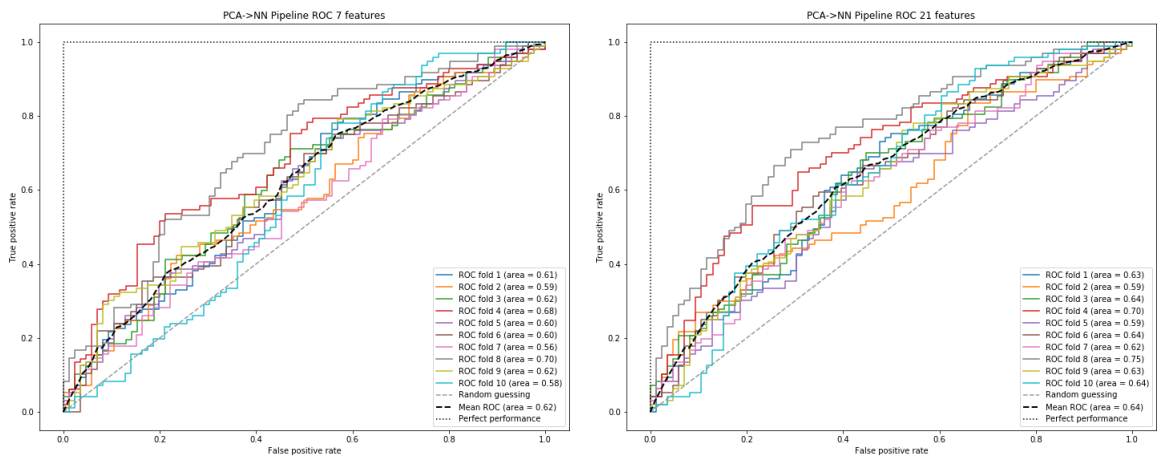 PCA->NN Pipeline ROC 7 features
1.0
0.8
0.6
0.4
0.2
0.0
True positive rate
0.0 0.2 0.4 0.6 0.8 1.0
False positive rate
ROC fold 1 (area = 0.61)
ROC fold 2 (area = 0.59)
ROC fold 3 (area = 0.62)
ROC fold 4 (area = 0.68)
ROC fold 5 (area = 0.60)
ROC fold 6 (area = 0.60)
ROC fold 7 (area = 0.56)
ROC fold 8 (area = 0.70)
ROC fold 9 (area = 0.62)
ROC fold 10 (area = 0.58)
Random guessing
Mean ROC (area = 0.62)
Perfect performance
PCA->NN Pipeline ROC 21 features
1.0
0.8
0.6
0.4
0.2
0.0
True positive rate
0.0 0.2 0.4 0.6 0.8 1.0
False positive rate
ROC fold 1 (area = 0.63)
ROC fold 2 (area = 0.59)
ROC fold 3 (area = 0.64)
ROC fold 4 (area = 0.70)
ROC fold 5 (area = 0.59)
ROC fold 6 (area = 0.64)
ROC fold 7 (area = 0.62)
ROC fold 8 (area = 0.75)
ROC fold 9 (area = 0.63)
ROC fold 10 (area = 0.64)
Random guessing
Mean ROC (area = 0.64)
Perfect performance